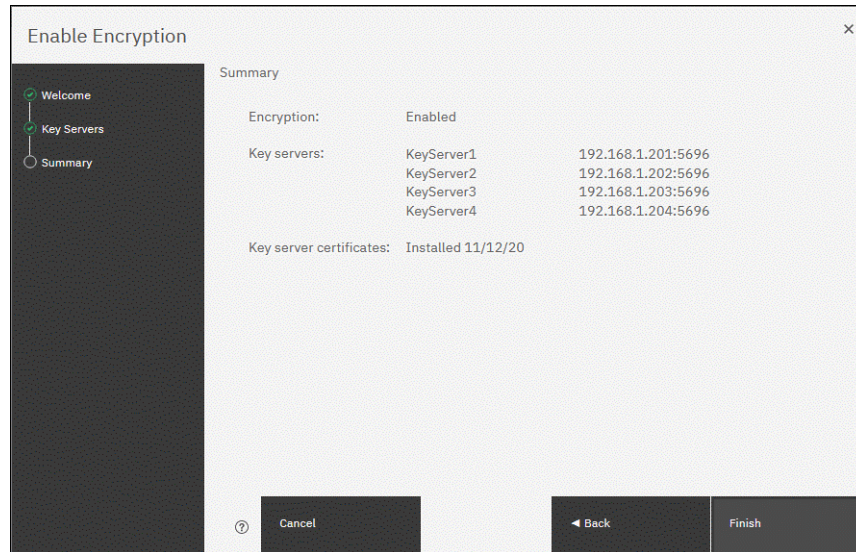 Enable Encryption
×
Welcome
Key Servers
Summary
Summary
Encryption: Enabled
Key servers: KeyServer1 192.168.1.201:5696
KeyServer2 192.168.1.202:5696
KeyServer3 192.168.1.203:5696
KeyServer4 192.168.1.204:5696
Key server certificates: Installed 11/12/20
? Cancel ◄ Back Finish